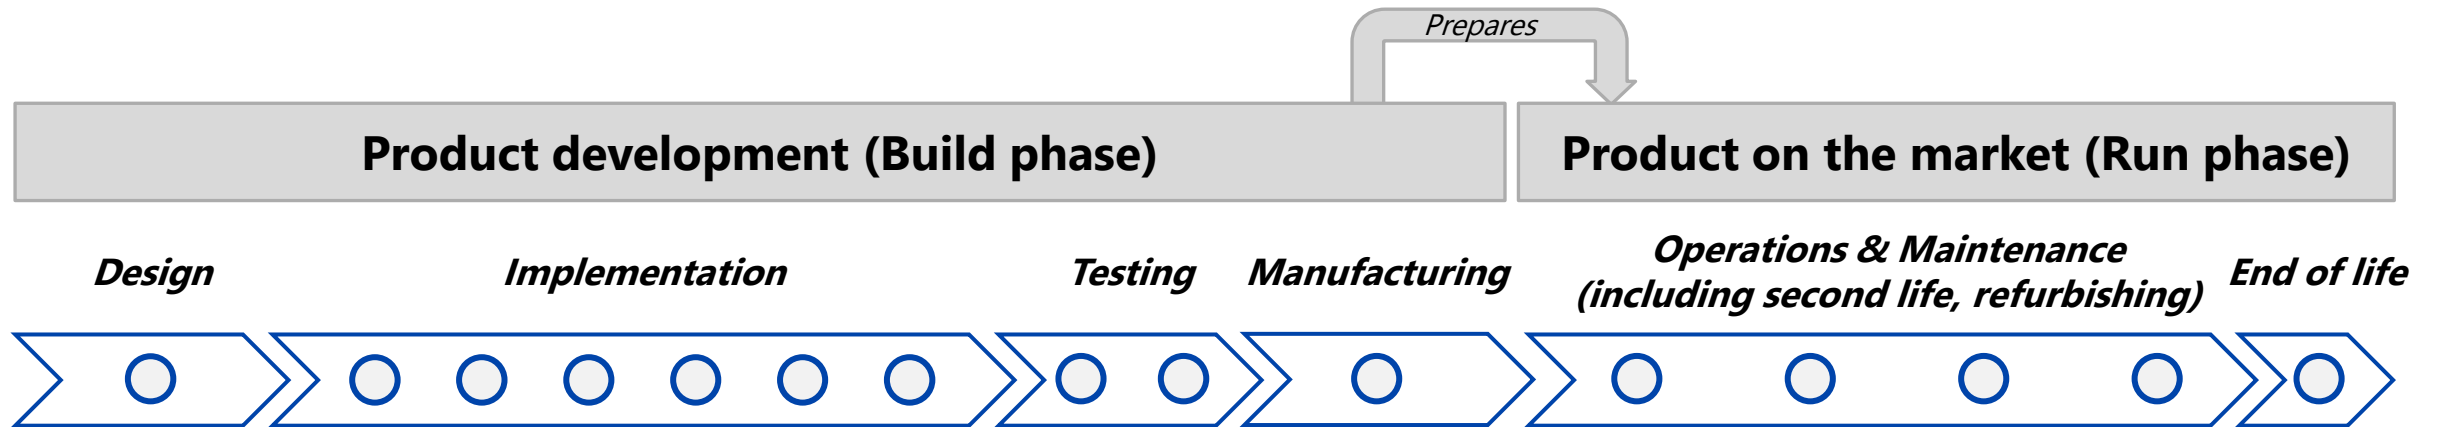 Prepares
Product development (Build phase)
Product on the market (Run phase)
Design
Implementation
Testing
Manufacturing
Operations & Maintenance
(including second life, refurbishing)
End of life